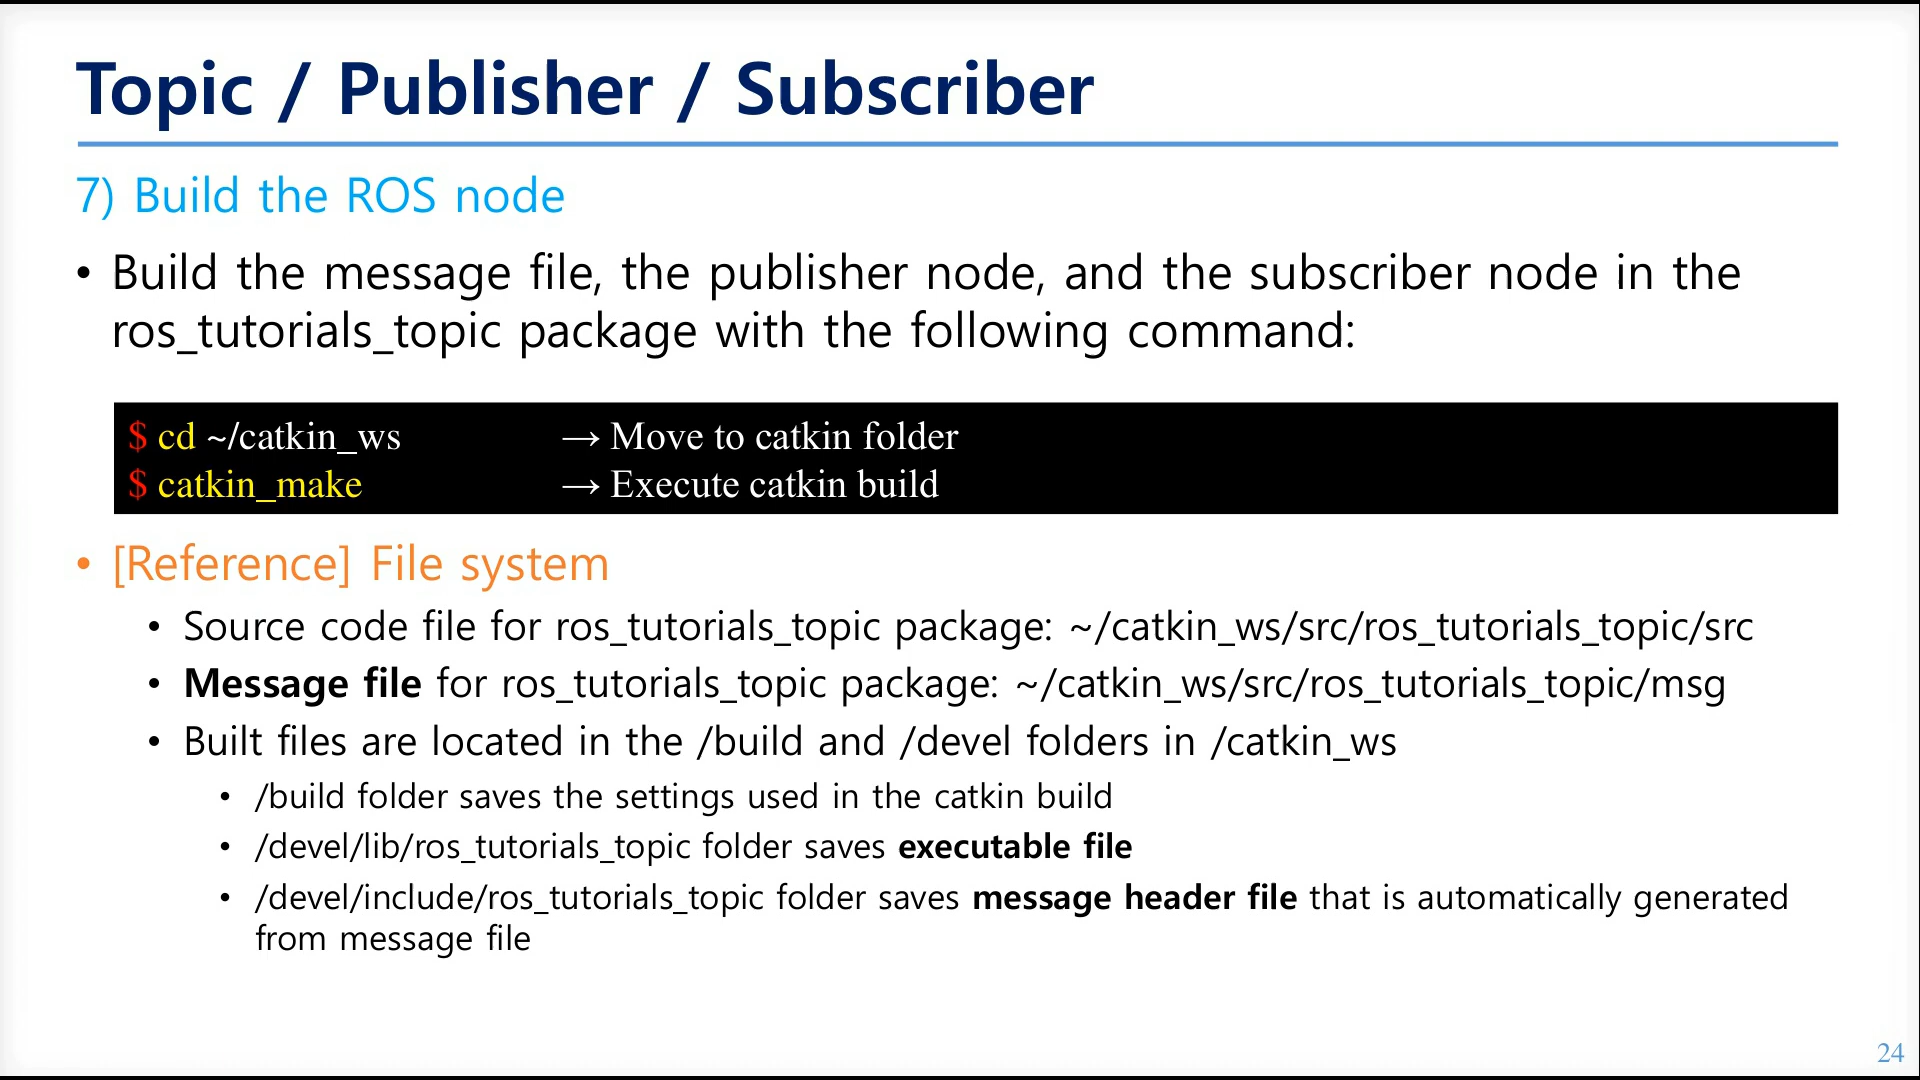 Topic / Publisher / Subscriber
7) Build the ROS node
• Build the message file, the publisher node, and the subscriber node in the
ros_tutorials_topic package with the following command:
$ cd ~/catkin_ws → Move to catkin folder
$ catkin_make → Execute catkin build
• [Reference] File system
• Source code file for ros_tutorials_topic package: ~/catkin_ws/src/ros_tutorials_topic/src
• Message file for ros_tutorials_topic package: ~/catkin_ws/src/ros_tutorials_topic/msg
• Built files are located in the /build and /devel folders in /catkin_ws
• /build folder saves the settings used in the catkin build
• /devel/lib/ros_tutorials_topic folder saves executable file
• /devel/include/ros_tutorials_topic folder saves message header file that is automatically generated
from message file
24